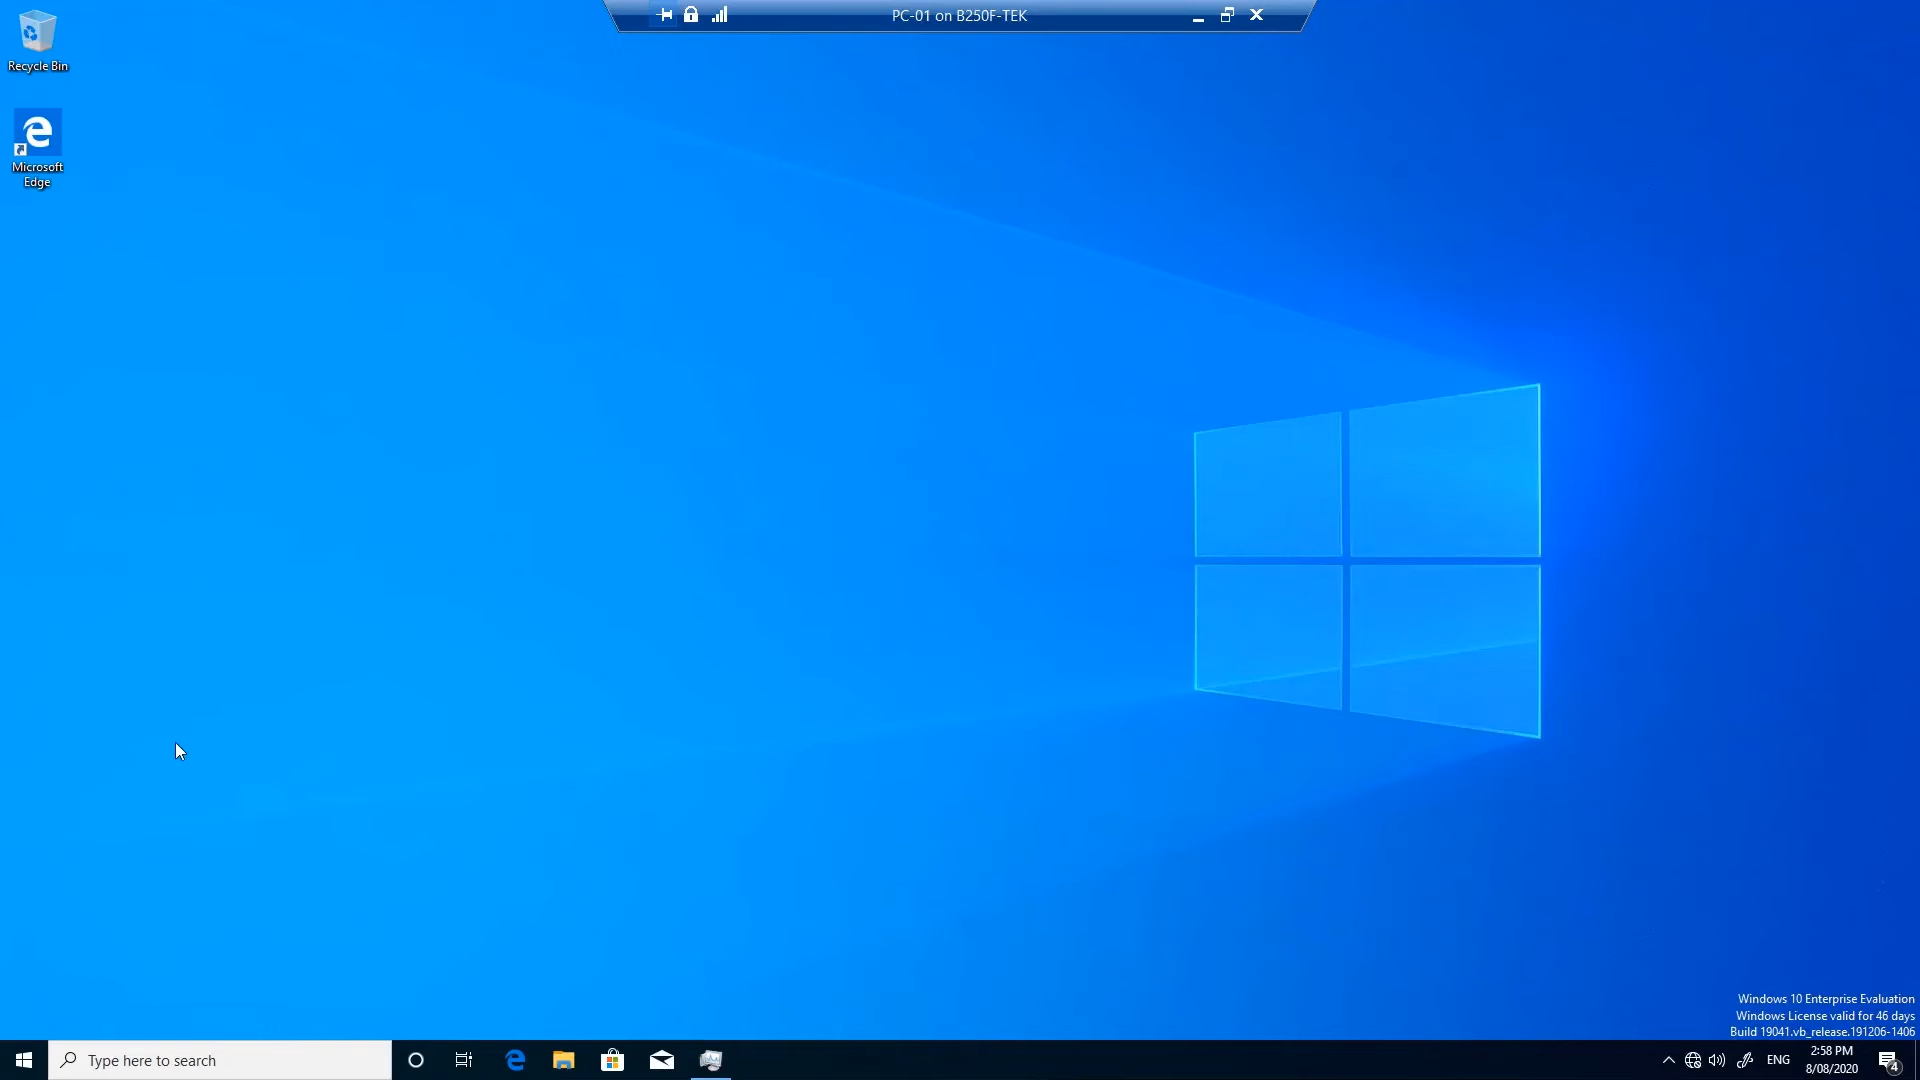 PC-01 on B250F-TEK
Recycle Bin
Microsoft
Edge
Windows 10 Enterprise Evaluation
Windows License valid for 46 days
Build 19041.vb_release.191206-1406
Type here to search
ENG
2:58 PM
8/08/2020
4